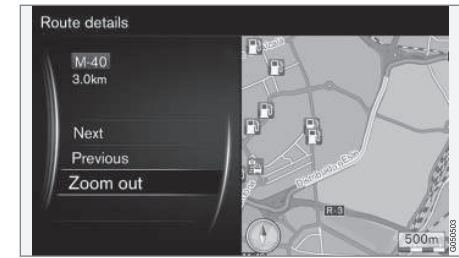 Route details
M-40
3.0km
Next
Previous
Zoom out
R-3
500m
G050503